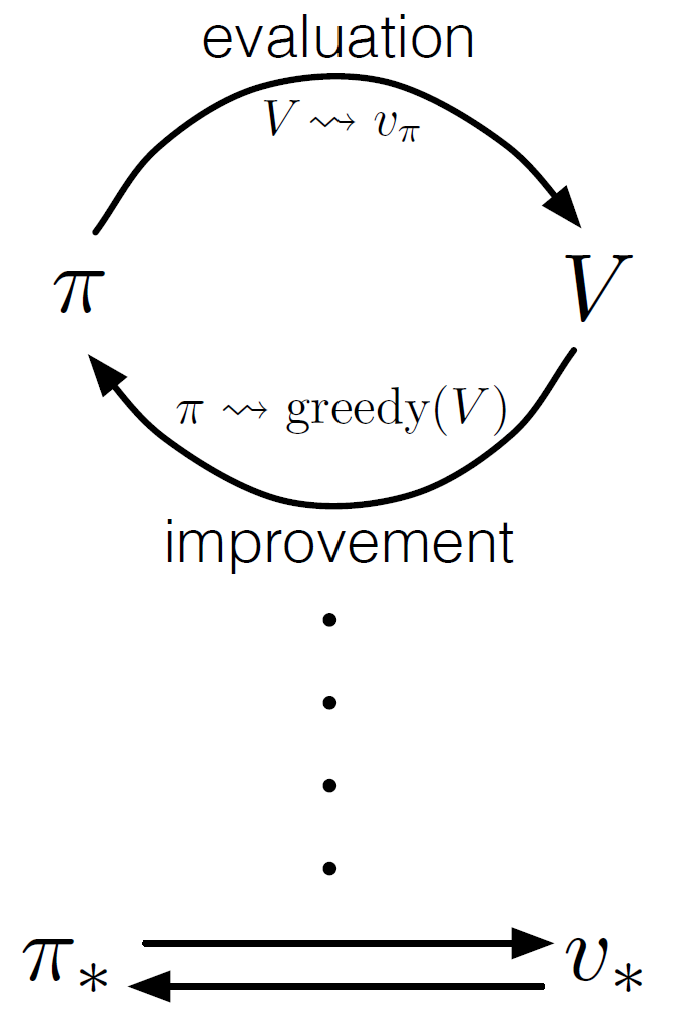 evaluation
V ⇝ v_π
π V
π ⇝ greedy(V)
improvement
π_* v_*